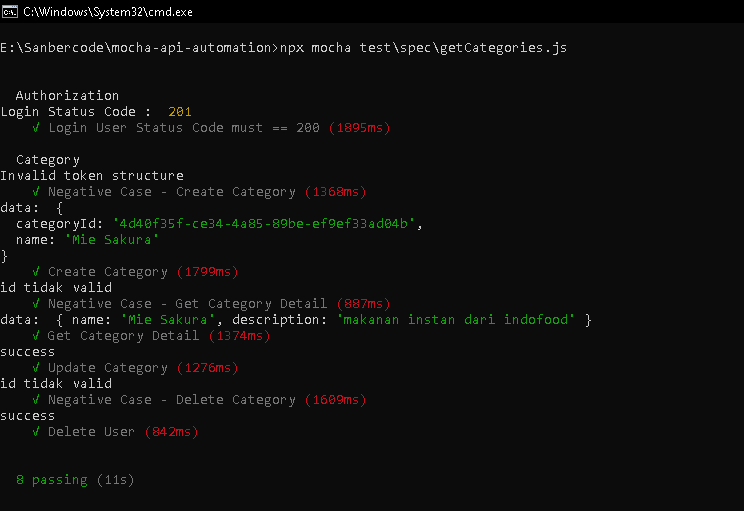 C:\Windows\System32\cmd.exe
E:\Sanbercode\mocha-api-automation>npx mocha test\spec\getCategories.js
Authorization
Login Status Code :  201
√ Login User Status Code must == 200 (1895ms)
Category
Invalid token structure
√ Negative Case - Create Category (1368ms)
data:  {
categoryId: '4d40f35f-ce34-4a85-89be-ef9ef33ad04b',
name: 'Mie Sakura'
}
√ Create Category (1799ms)
id tidak valid
√ Negative Case - Get Category Detail (887ms)
data:  { name: 'Mie Sakura', description: 'makanan instan dari indofood' }
√ Get Category Detail (1374ms)
success
√ Update Category (1276ms)
id tidak valid
√ Negative Case - Delete Category (1609ms)
success
√ Delete User (842ms)
8 passing (11s)